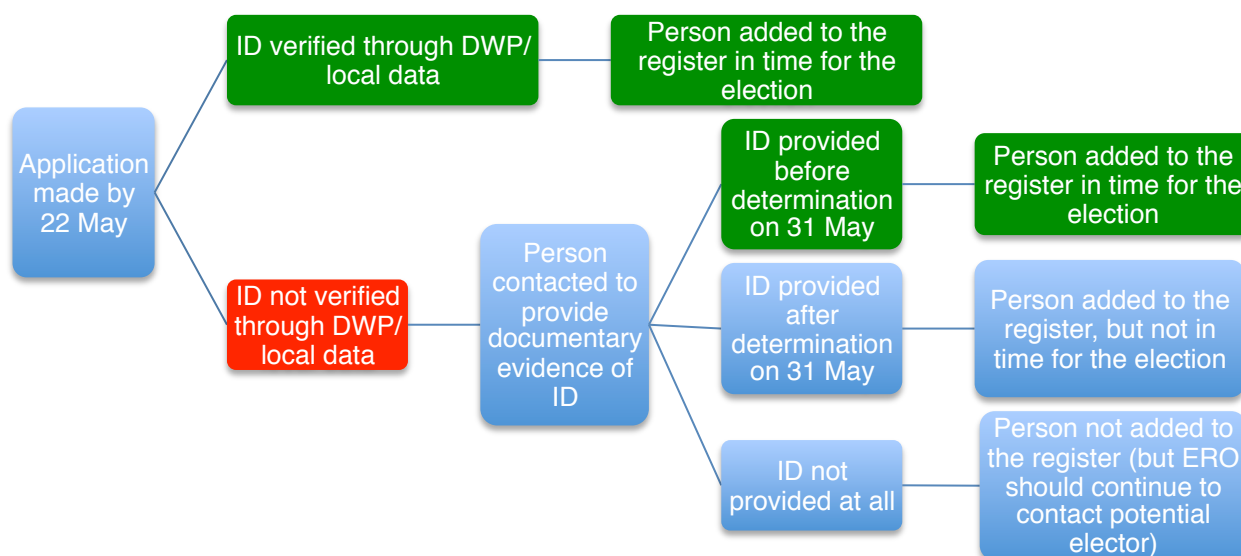 Application
made by
22 May
ID verified through DWP/
local data
Person added to the
register in time for the
election
ID not verified
through DWP/
local data
Person
contacted to
provide
documentary
evidence of
ID
ID provided
before
determination
on 31 May
Person added to the
register in time for the
election
ID provided
after
determination
on 31 May
Person added to the
register, but not in
time for the election
ID not
provided at all
Person not added to
the register (but ERO
should continue to
contact potential
elector)